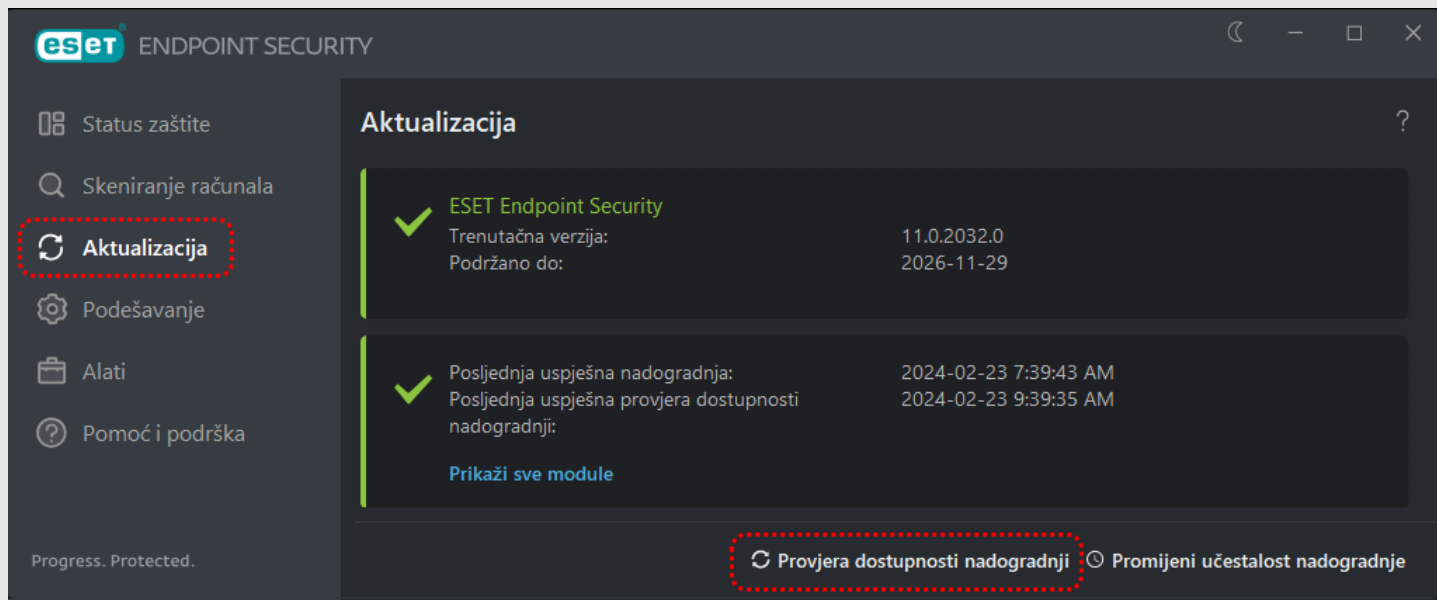 eset ENDPOINT SECURITY
Status zaštite
Skeniranje računala
Aktualizacija
Podešavanje
Alati
Pomoć i podrška
Progress. Protected.
Aktualizacija
?
ESET Endpoint Security
Trenutačna verzija: 11.0.2032.0
Podržano do: 2026-11-29
Posljednja uspješna nadogradnja: 2024-02-23 7:39:43 AM
Posljednja uspješna provjera dostupnosti 2024-02-23 9:39:35 AM
nadogradnji:
Prikaži sve module
Provjera dostupnosti nadogradnji Promijeni učestalost nadogradnje